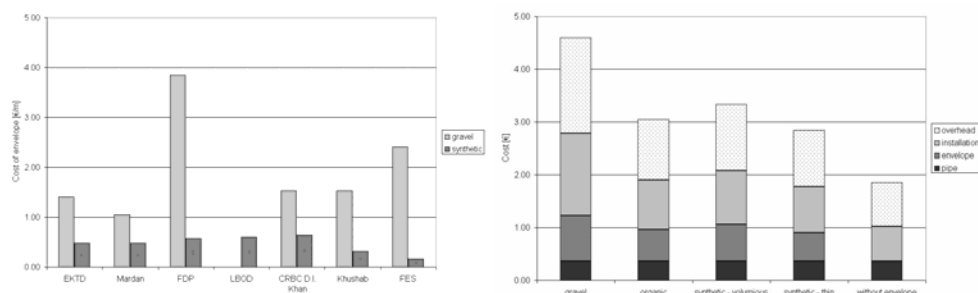 5.00
4.00
3.00
2.00
1.00
0.00
Cost of envelope [€/m]
EKTD
Mardan
FDP
LBOD
CRBC D.I. Khan
Khushab
FES
gravel
synthetic
5.00
4.00
3.00
2.00
1.00
0.00
Cost [€]
gravel
organic
synthetic - volumious
synthetic - thin
without envelope
overhead
installation
envelope
pipe